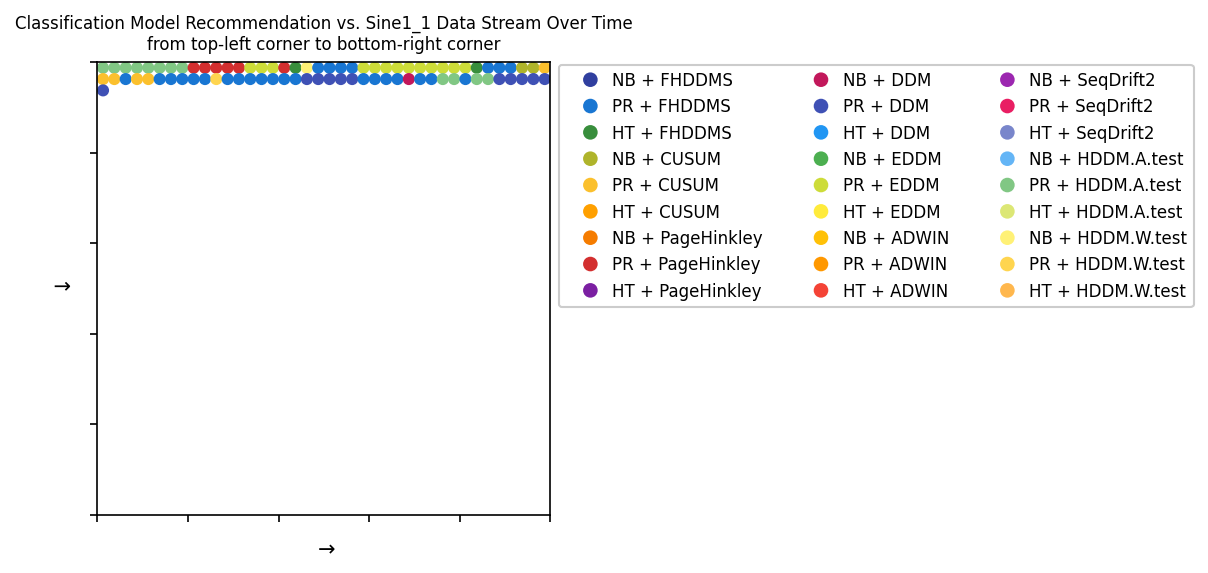 Classification Model Recommendation vs. Sine1_1 Data Stream Over Time
from top-left corner to bottom-right corner
NB + FHDDMS
PR + FHDDMS
HT + FHDDMS
NB + CUSUM
PR + CUSUM
HT + CUSUM
NB + PageHinkley
PR + PageHinkley
HT + PageHinkley
NB + DDM
PR + DDM
HT + DDM
NB + EDDM
PR + EDDM
HT + EDDM
NB + ADWIN
PR + ADWIN
HT + ADWIN
NB + SeqDrift2
PR + SeqDrift2
HT + SeqDrift2
NB + HDDM.A.test
PR + HDDM.A.test
HT + HDDM.A.test
NB + HDDM.W.test
PR + HDDM.W.test
HT + HDDM.W.test
→
→